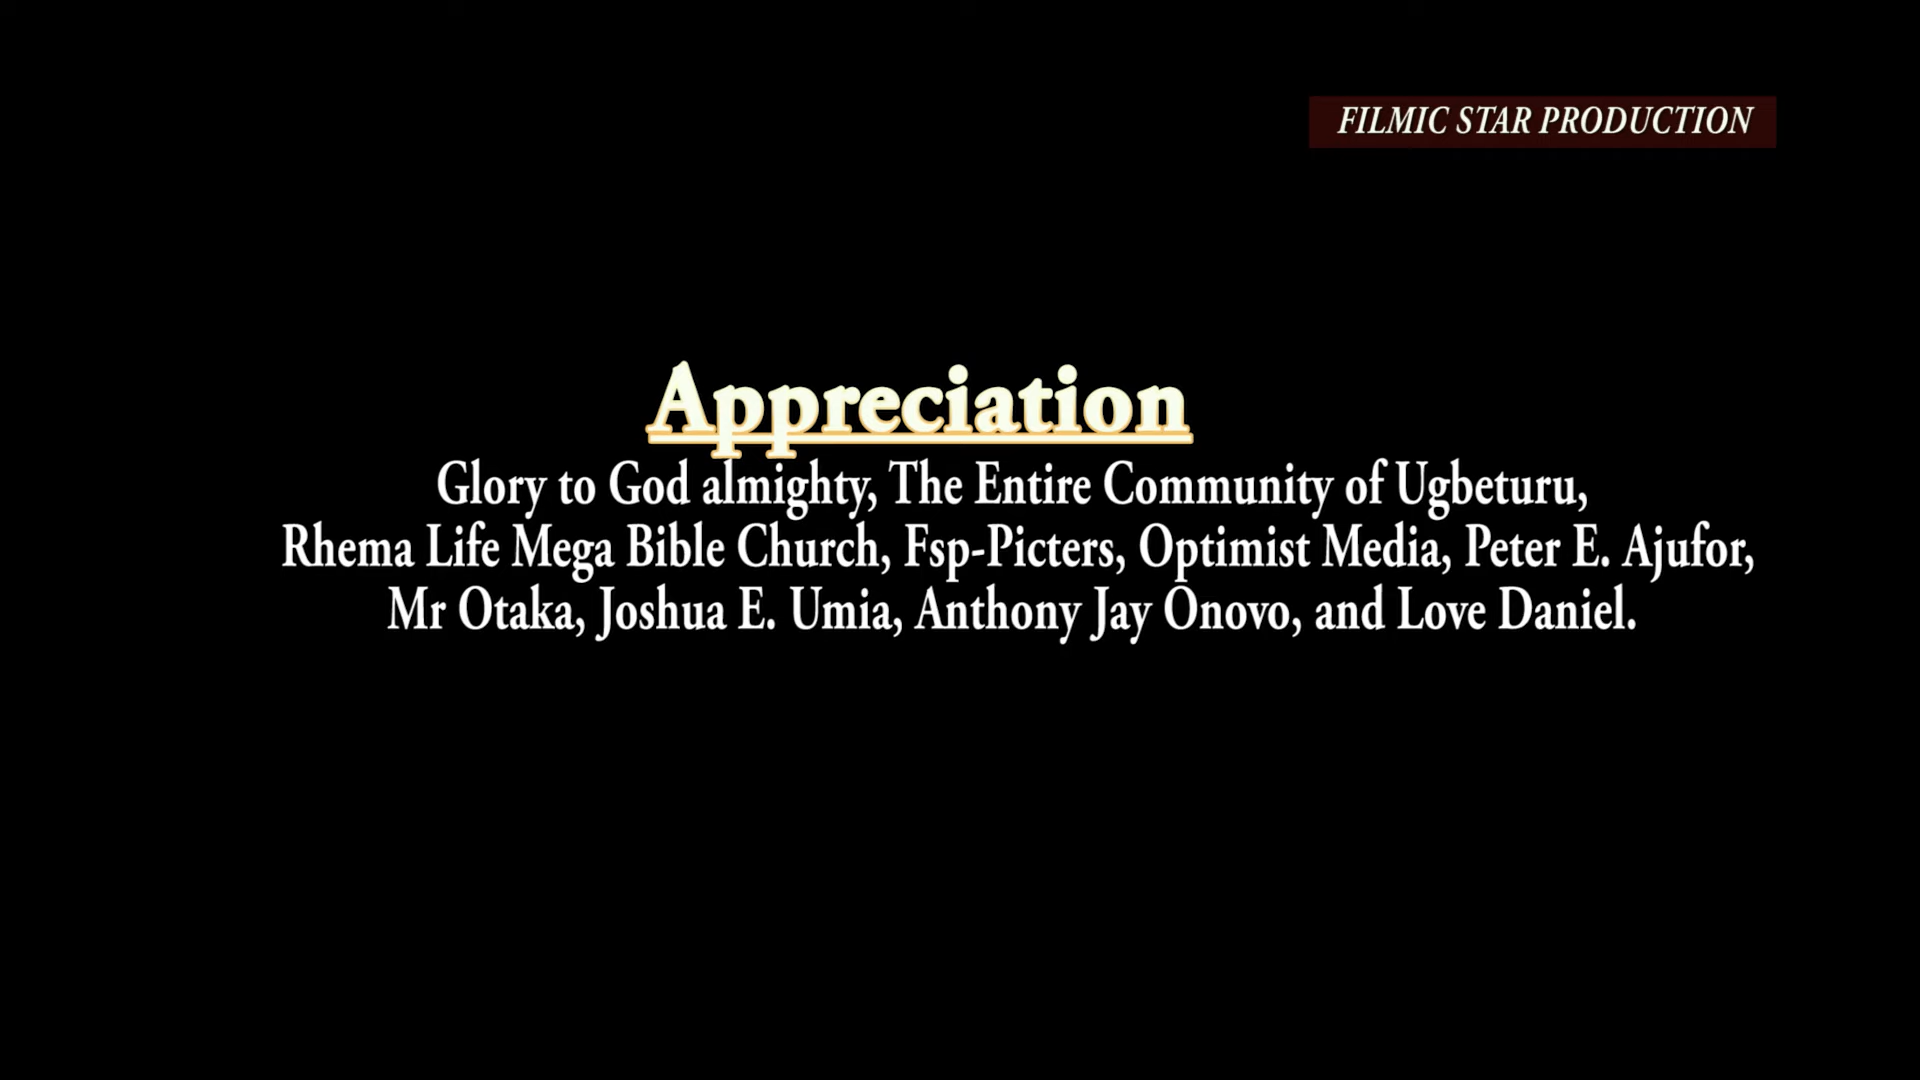 FILMIC STAR PRODUCTION
Appreciation
Glory to God almighty, The Entire Community of Ugbeturu,
Rhema Life Mega Bible Church, Fsp-Picters, Optimist Media, Peter E. Ajufor,
Mr Otaka, Joshua E. Umia, Anthony Jay Onovo, and Love Daniel.